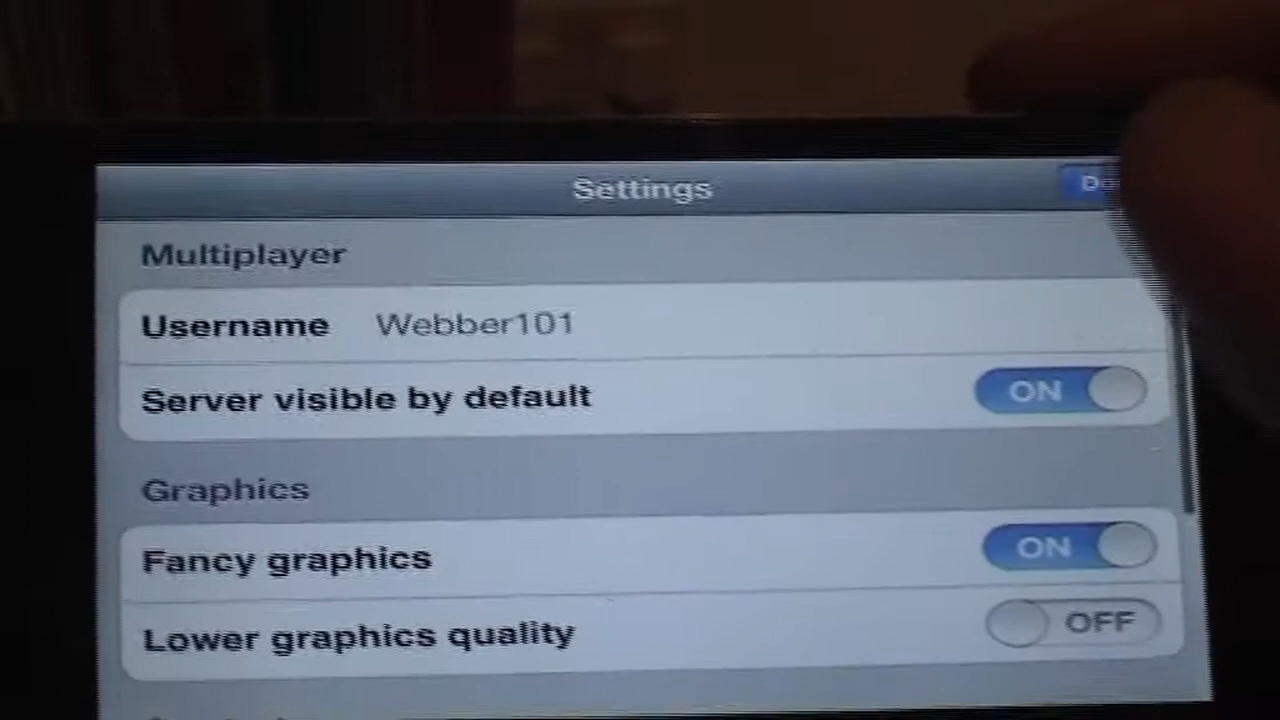 Settings
Multiplayer
Username Webber101
Server visible by default ON
Graphics
Fancy graphics ON
Lower graphics quality OFF